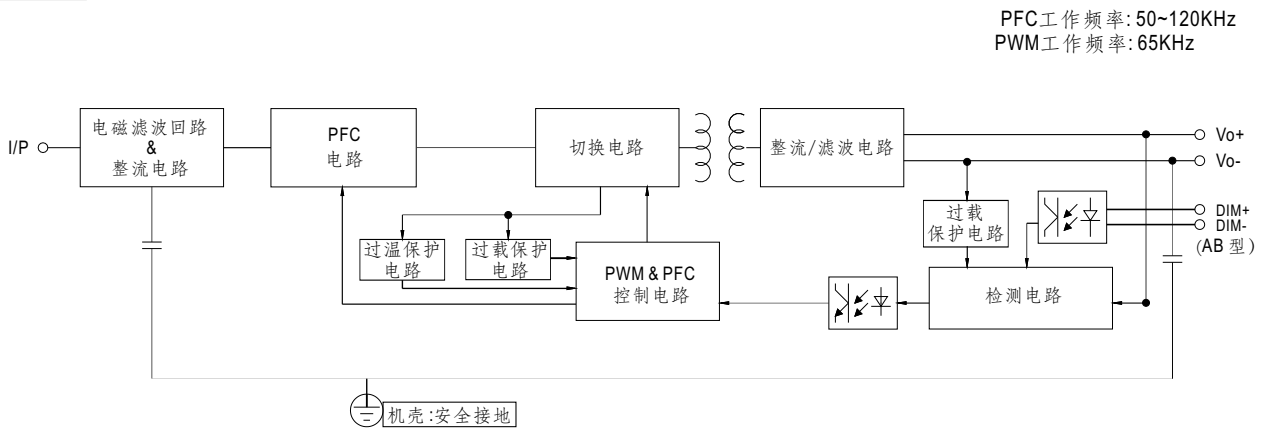 PFC工作频率: 50~120KHz
PWM工作频率: 65KHz
I/P
电磁滤波回路
&
整流电路
PFC
电路
切换电路
整流/滤波电路
Vo+
Vo-
DIM+
DIM-
(AB 型)
过温保护
电路
过载保护
电路
PWM & PFC
控制电路
过载
保护电路
检测电路
机壳:安全接地